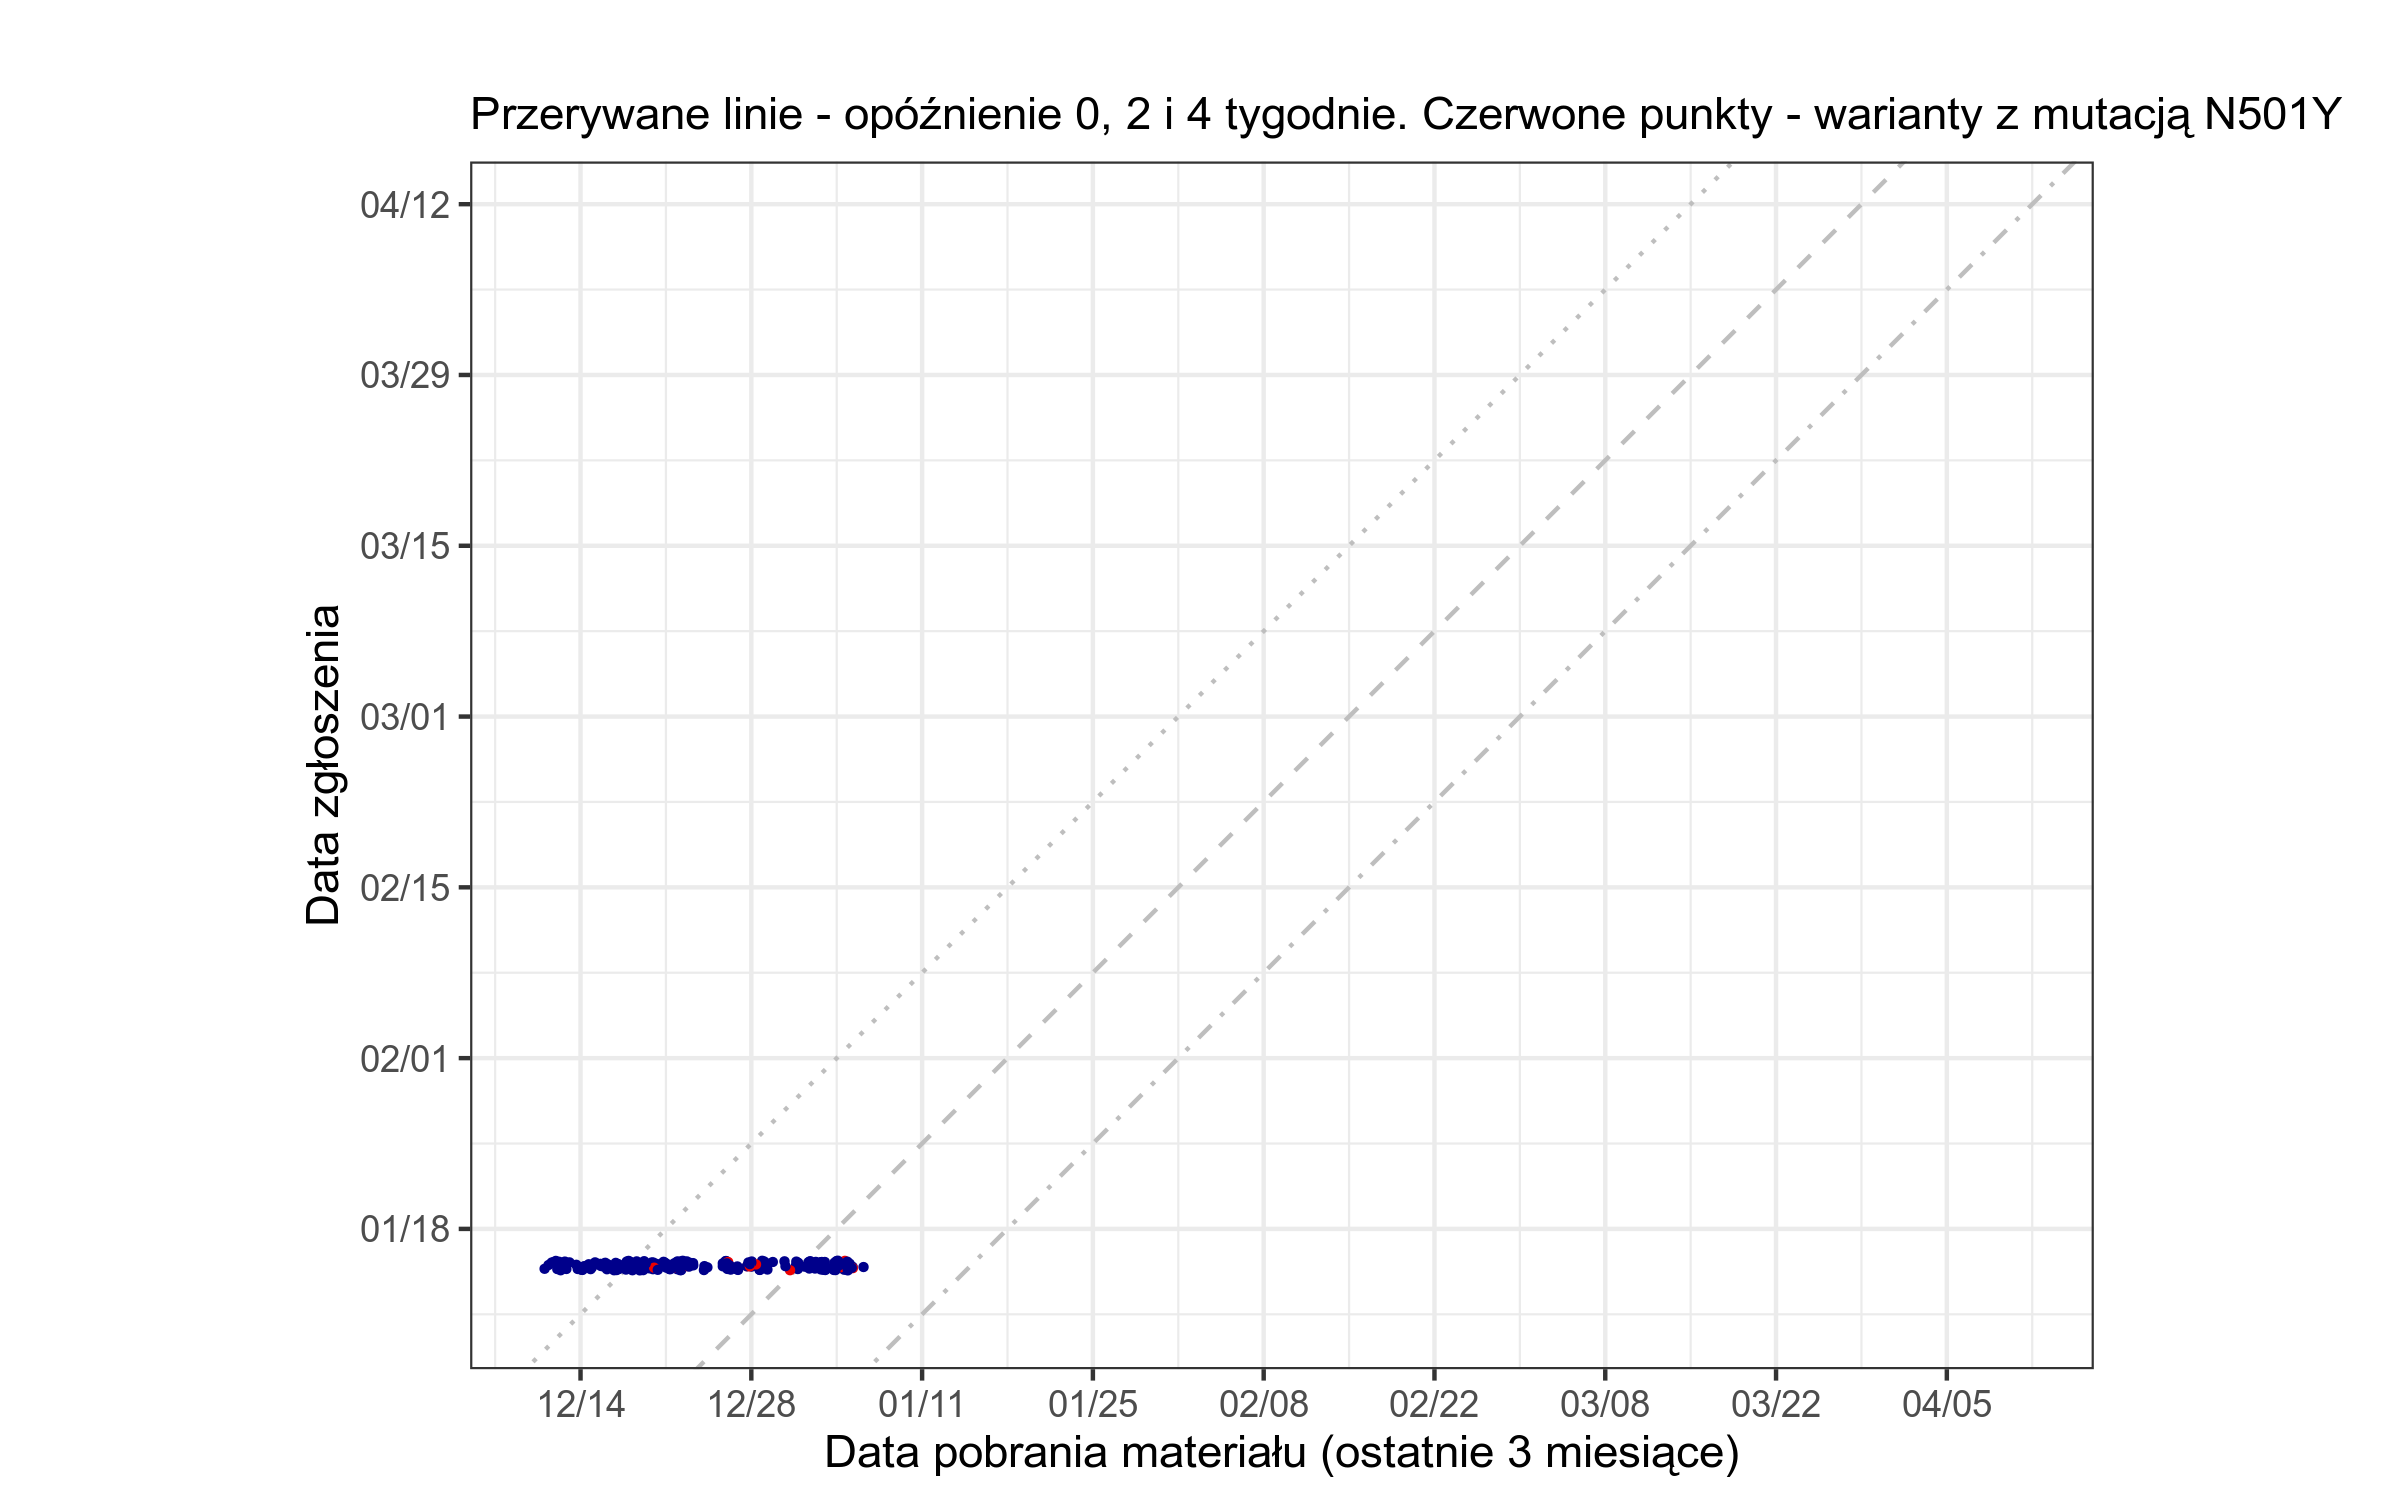 Przerywane linie - opóźnienie 0, 2 i 4 tygodnie. Czerwone punkty - warianty z mutacją N501Y
04/12
03/29
03/15
03/01
02/15
02/01
01/18
Data zgłoszenia
12/14 12/28 01/11 01/25 02/08 02/22 03/08 03/22 04/05
Data pobrania materiału (ostatnie 3 miesiące)